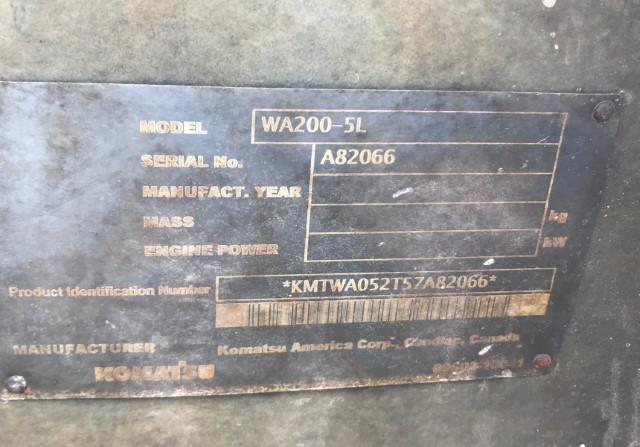 MODEL WA200-5L
SERIAL No. A82066
MANUFACT. YEAR
MASS kg
ENGINE POWER kW
Product Identification Number *KMTWA052T57A82066*
MANUFACTURER Komatsu America Corp., Candiac, Canada
KOMATSU